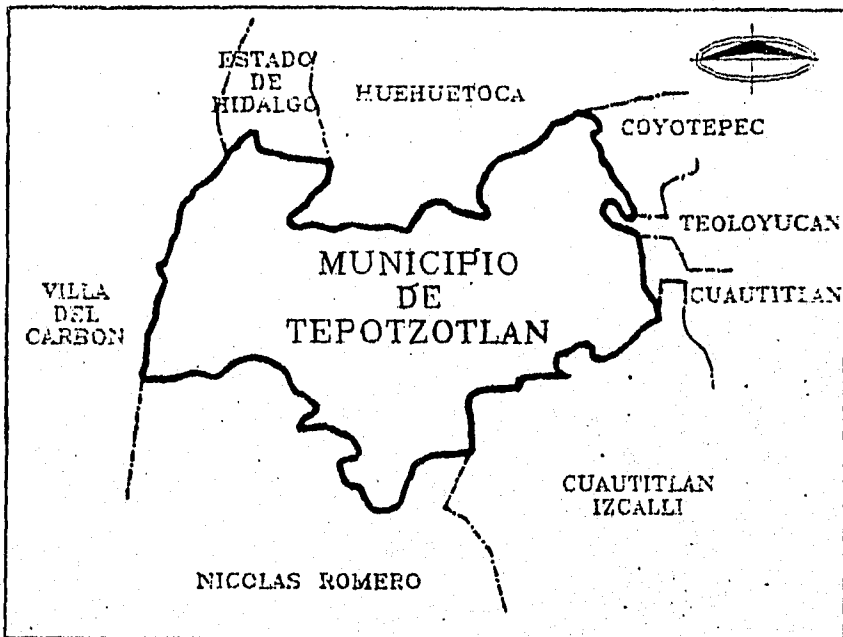 ESTADO
DE
HIDALGO
HUEHUETOCA
COYOTEPEC
TEOLOYUCAN
MUNICIPIO
DE
TEPOTZOTLAN
VILLA
DEL
CARBON
CUAUTITLAN
CUAUTITLAN
IZCALLI
NICOLAS ROMERO